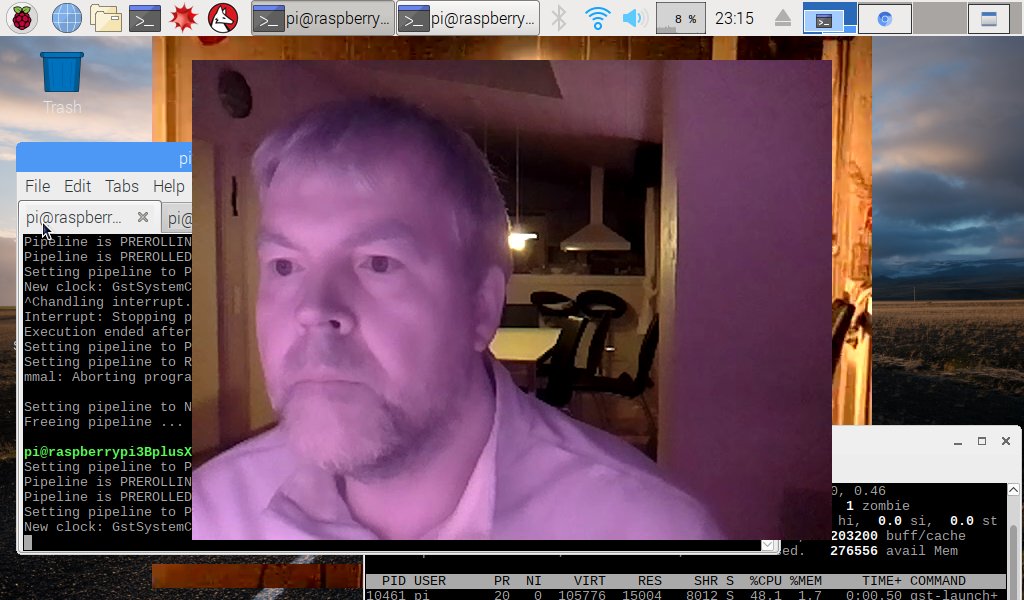 pi@raspberry...
pi@raspberry...
8 %
23:15
Trash
pi
File Edit Tabs Help
pi@raspberr...
pi@
Pipeline is PREROLLIN
Pipeline is PREROLLED
Setting pipeline to P
New clock: GstSystemC
^Chandling interrupt.
Interrupt: Stopping p
Execution ended after
Setting pipeline to P
Setting pipeline to R
mmal: Aborting progra
Setting pipeline to N
Freeing pipeline ...
pi@raspberrypi3BplusX
Setting pipeline to P
Pipeline is PREROLLIN
Pipeline is PREROLLED
Setting pipeline to P
New clock: GstSystemC
0, 0.46
1 zombie
hi, 0.0 si, 0.0 st
203200 buff/cache
ed. 276556 avail Mem
PID USER PR NI VIRT RES SHR S %CPU %MEM TIME+ COMMAND
10461 pi 20 0 105776 15004 8012 S 48.1 1.7 0:00.50 gst-launch+